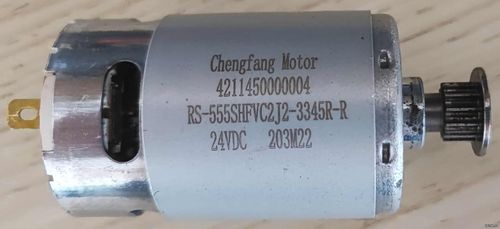 Chengfang Motor
4211450000004
RS-555SHFVC2J2-3345R-R
24VDC 203M22